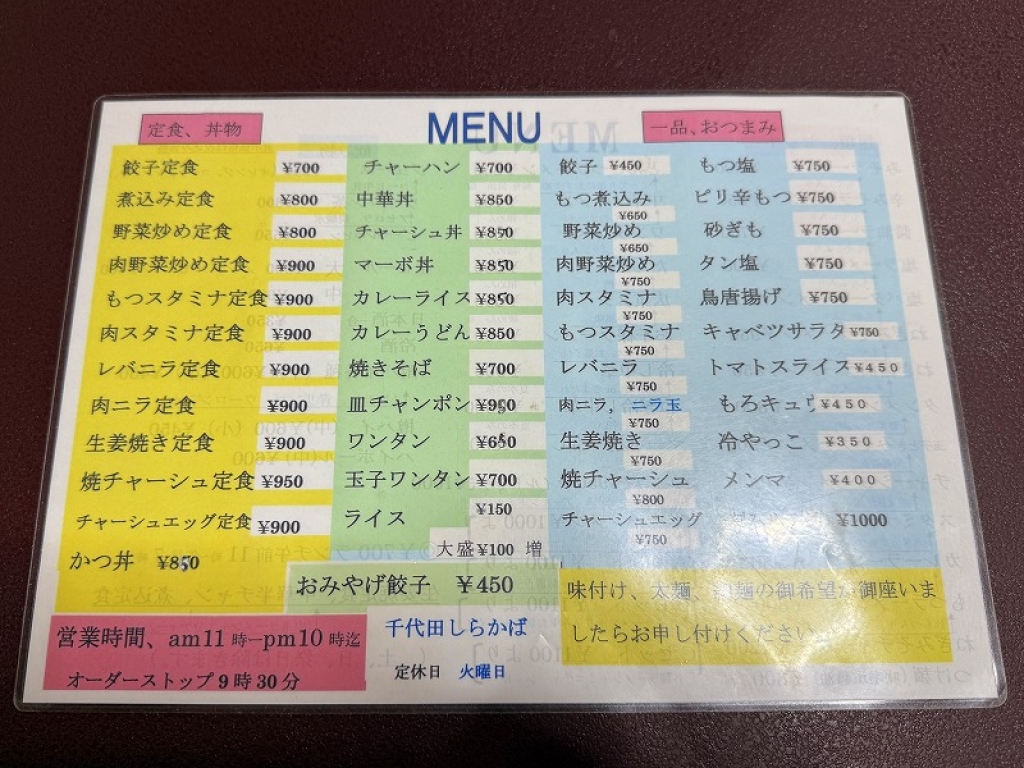 MENU
定食、丼物
餃子定食 ¥700
煮込み定食 ¥800
野菜炒め定食 ¥800
肉野菜炒め定食 ¥900
もつスタミナ定食 ¥900
肉スタミナ定食 ¥900
レバニラ定食 ¥900
肉ニラ定食 ¥900
生姜焼き定食 ¥900
焼チャーシュ定食 ¥950
チャーシュエッグ定食 ¥900
かつ丼 ¥850
チャーハン ¥700
中華丼 ¥850
チャーシュ丼 ¥850
マーボ丼 ¥850
カレーライス ¥850
カレーうどん ¥850
焼きそば ¥700
皿チャンポン ¥950
ワンタン ¥650
玉子ワンタン ¥700
ライス ¥150
大盛 ¥100 増
おみやげ餃子 ¥450
一品、おつまみ
餃子 ¥450
もつ煮込み ¥650
野菜炒め ¥650
肉野菜炒め ¥750
肉スタミナ ¥750
もつスタミナ ¥750
レバニラ ¥750
肉ニラ, ニラ玉 ¥750
生姜焼き ¥750
焼チャーシュ ¥800
チャーシュエッグ ¥750
もつ塩 ¥750
ピリ辛もつ ¥750
砂ぎも ¥750
タン塩 ¥750
鳥唐揚げ ¥750
キャベツサラダ ¥750
トマトスライス ¥450
もろキュウ ¥450
冷やっこ ¥350
メンマ ¥400
¥1000
味付け、太麺、麺の御希望が御座いま
したらお申し付けください
営業時間、am11時―pm10時迄
オーダーストップ9時30分
千代田しらかば
定休日 火曜日